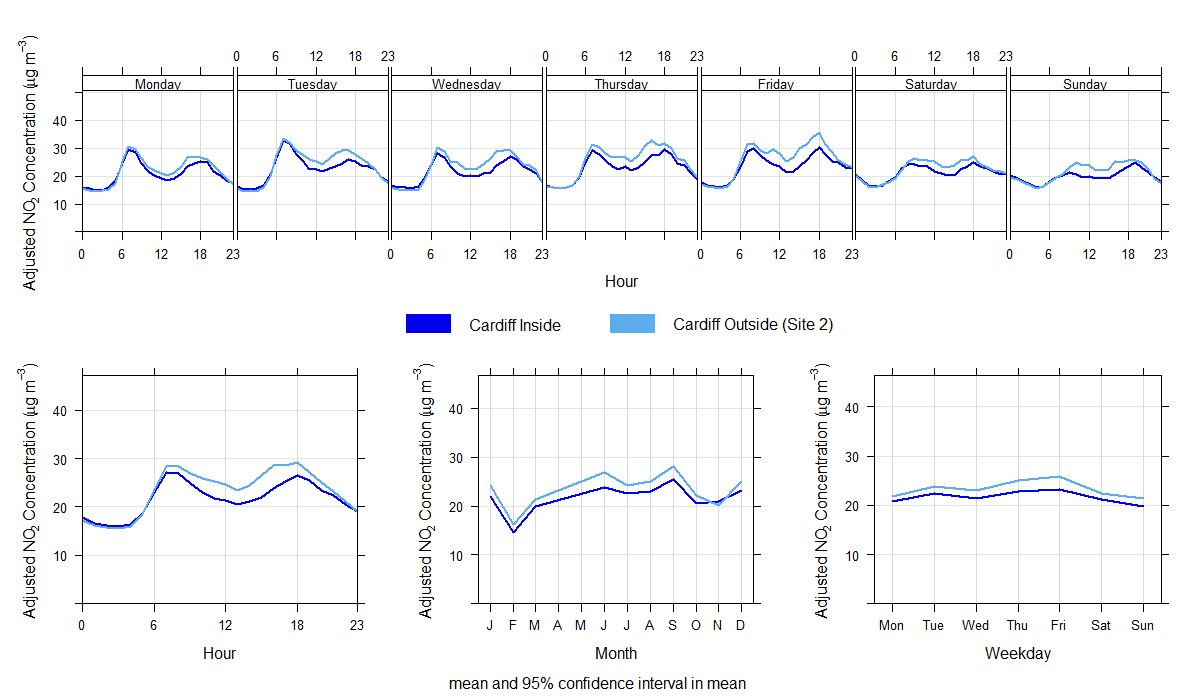 0 6 12 18 23 0 6 12 18 23 0 6 12 18 23
Monday Tuesday Wednesday Thursday Friday Saturday Sunday
Adjusted NO₂ Concentration (µg m⁻³)
40
30
20
10
0 6 12 18 23 0 6 12 18 23 0 6 12 18 23 0 6 12 18 23
Hour
Cardiff Inside Cardiff Outside (Site 2)
Adjusted NO₂ Concentration (µg m⁻³)
40
30
20
10
0 6 12 18 23
Hour
Adjusted NO₂ Concentration (µg m⁻³)
40
30
20
10
J F M A M J J A S O N D
Month
Adjusted NO₂ Concentration (µg m⁻³)
40
30
20
10
Mon Tue Wed Thu Fri Sat Sun
Weekday
mean and 95% confidence interval in mean